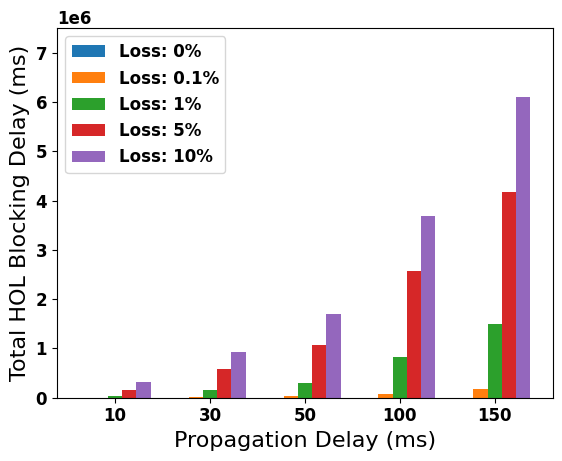 1e6
Total HOL Blocking Delay (ms)
7
6
5
4
3
2
1
0
Loss: 0%
Loss: 0.1%
Loss: 1%
Loss: 5%
Loss: 10%
10 30 50 100 150
Propagation Delay (ms)